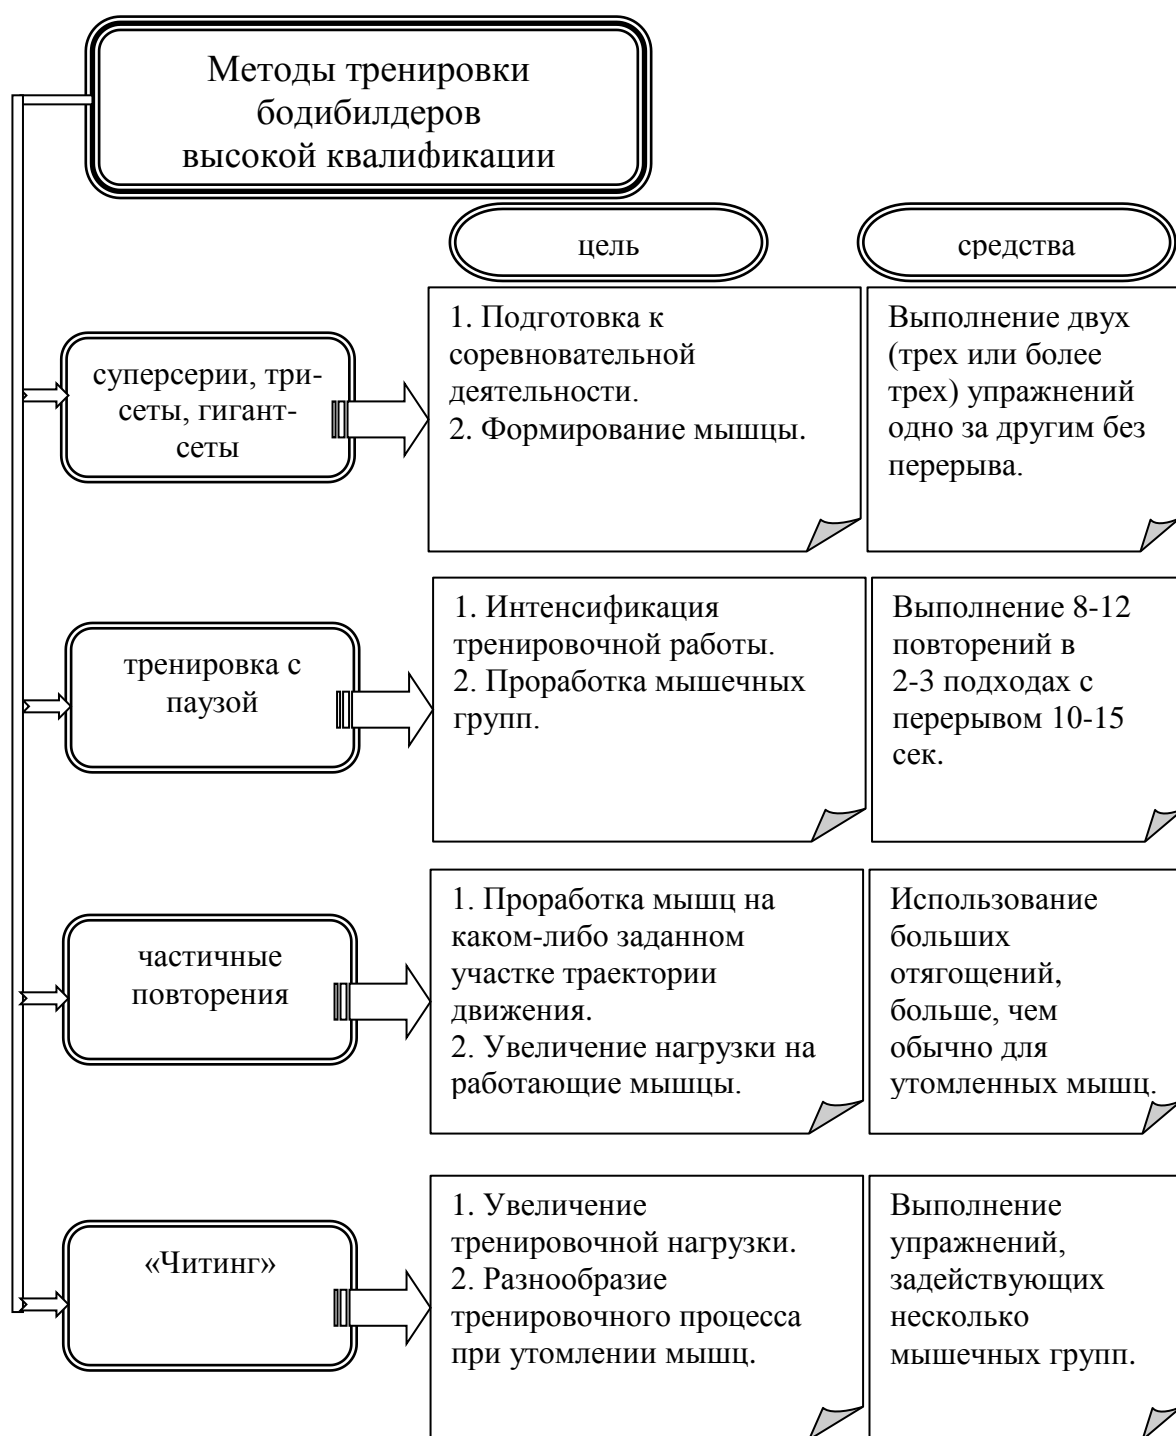 Методы тренировки
бодибилдеров
высокой квалификации
цель
средства
суперсерии, три-
сеты, гигант-
сеты
1. Подготовка к
соревновательной
деятельности.
2. Формирование мышцы.
Выполнение двух
(трех или более
трех) упражнений
одно за другим без
перерыва.
тренировка с
паузой
1. Интенсификация
тренировочной работы.
2. Проработка мышечных
групп.
Выполнение 8-12
повторений в
2-3 подходах с
перерывом 10-15
сек.
частичные
повторения
1. Проработка мышц на
каком-либо заданном
участке траектории
движения.
2. Увеличение нагрузки на
работающие мышцы.
Использование
больших
отягощений,
больше, чем
обычно для
утомленных мышц.
«Читинг»
1. Увеличение
тренировочной нагрузки.
2. Разнообразие
тренировочного процесса
при утомлении мышц.
Выполнение
упражнений,
задействующих
несколько
мышечных групп.